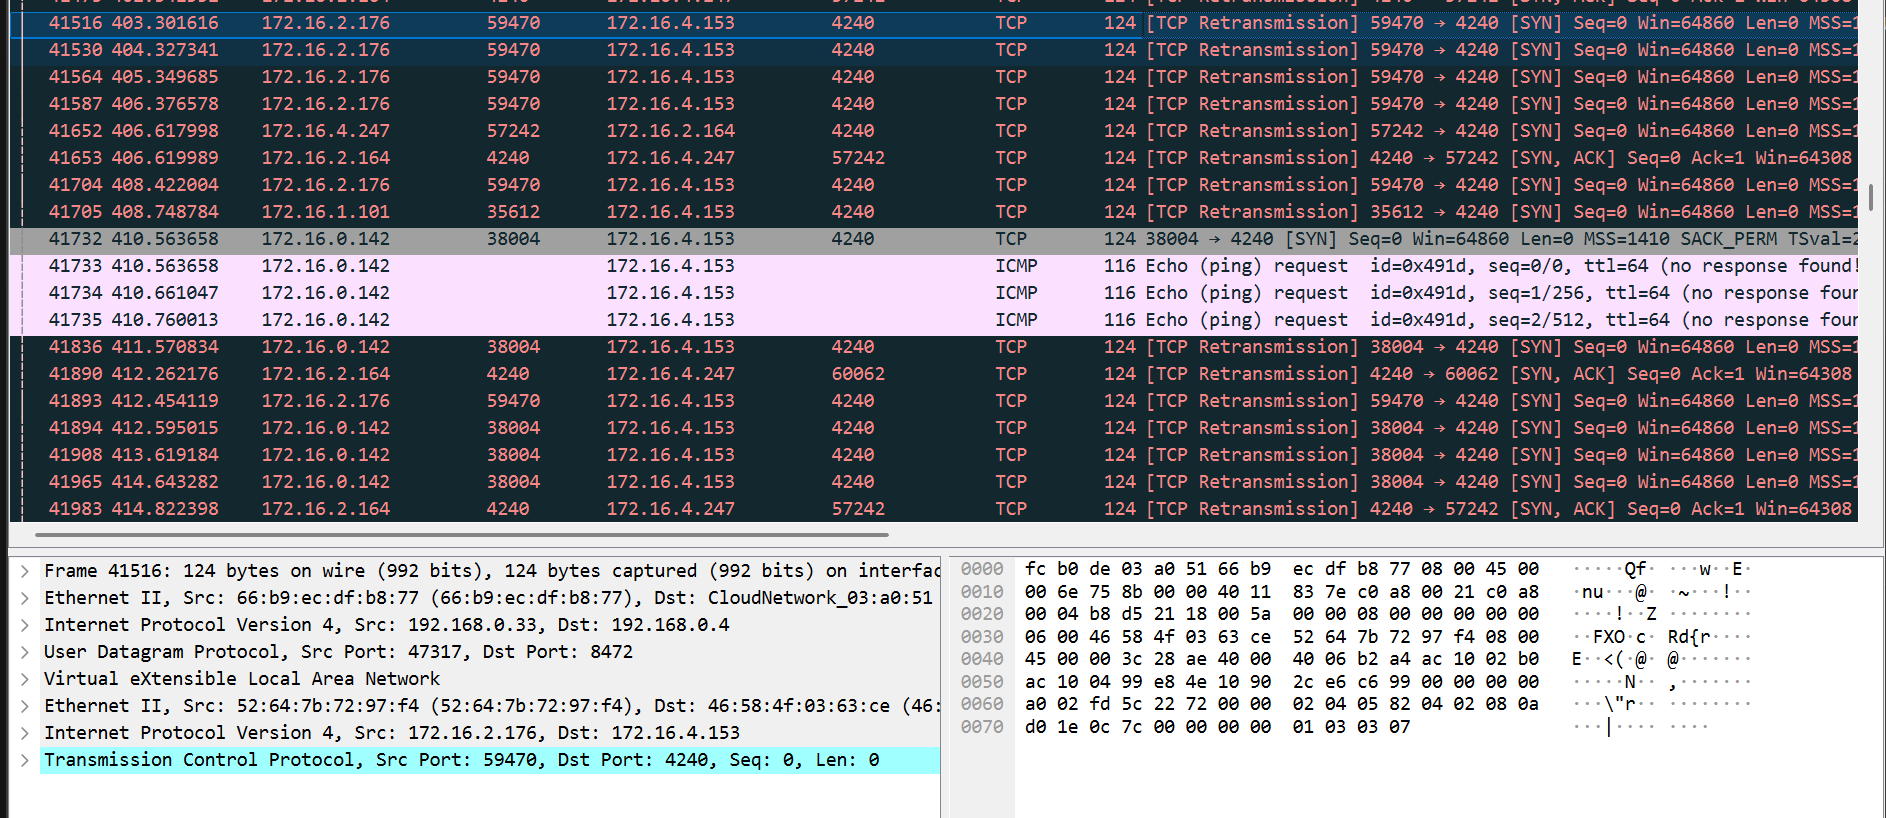 41516 403.301616 172.16.2.176 59470 172.16.4.153 4240 TCP 124 [TCP Retransmission] 59470 → 4240 [SYN] Seq=0 Win=64860 Len=0 MSS=1
41530 404.327341 172.16.2.176 59470 172.16.4.153 4240 TCP 124 [TCP Retransmission] 59470 → 4240 [SYN] Seq=0 Win=64860 Len=0 MSS=1
41564 405.349685 172.16.2.176 59470 172.16.4.153 4240 TCP 124 [TCP Retransmission] 59470 → 4240 [SYN] Seq=0 Win=64860 Len=0 MSS=1
41587 406.376578 172.16.2.176 59470 172.16.4.153 4240 TCP 124 [TCP Retransmission] 59470 → 4240 [SYN] Seq=0 Win=64860 Len=0 MSS=1
41652 406.617998 172.16.4.247 57242 172.16.2.164 4240 TCP 124 [TCP Retransmission] 57242 → 4240 [SYN] Seq=0 Win=64860 Len=0 MSS=1
41653 406.619989 172.16.2.164 4240 172.16.4.247 57242 TCP 124 [TCP Retransmission] 4240 → 57242 [SYN, ACK] Seq=0 Ack=1 Win=64308
41704 408.422004 172.16.2.176 59470 172.16.4.153 4240 TCP 124 [TCP Retransmission] 59470 → 4240 [SYN] Seq=0 Win=64860 Len=0 MSS=1
41705 408.748784 172.16.1.101 35612 172.16.4.153 4240 TCP 124 [TCP Retransmission] 35612 → 4240 [SYN] Seq=0 Win=64860 Len=0 MSS=1
41732 410.563658 172.16.0.142 38004 172.16.4.153 4240 TCP 124 38004 → 4240 [SYN] Seq=0 Win=64860 Len=0 MSS=1410 SACK_PERM TSval=2
41733 410.563658 172.16.0.142 172.16.4.153 ICMP 116 Echo (ping) request id=0x491d, seq=0/0, ttl=64 (no response found!
41734 410.661047 172.16.0.142 172.16.4.153 ICMP 116 Echo (ping) request id=0x491d, seq=1/256, ttl=64 (no response four
41735 410.760013 172.16.0.142 172.16.4.153 ICMP 116 Echo (ping) request id=0x491d, seq=2/512, ttl=64 (no response four
41836 411.570834 172.16.0.142 38004 172.16.4.153 4240 TCP 124 [TCP Retransmission] 38004 → 4240 [SYN] Seq=0 Win=64860 Len=0 MSS=1
41890 412.262176 172.16.2.164 4240 172.16.4.247 60062 TCP 124 [TCP Retransmission] 4240 → 60062 [SYN, ACK] Seq=0 Ack=1 Win=64308
41893 412.454119 172.16.2.176 59470 172.16.4.153 4240 TCP 124 [TCP Retransmission] 59470 → 4240 [SYN] Seq=0 Win=64860 Len=0 MSS=1
41894 412.595015 172.16.0.142 38004 172.16.4.153 4240 TCP 124 [TCP Retransmission] 38004 → 4240 [SYN] Seq=0 Win=64860 Len=0 MSS=1
41908 413.619184 172.16.0.142 38004 172.16.4.153 4240 TCP 124 [TCP Retransmission] 38004 → 4240 [SYN] Seq=0 Win=64860 Len=0 MSS=1
41965 414.643282 172.16.0.142 38004 172.16.4.153 4240 TCP 124 [TCP Retransmission] 38004 → 4240 [SYN] Seq=0 Win=64860 Len=0 MSS=1
41983 414.822398 172.16.2.164 4240 172.16.4.247 57242 TCP 124 [TCP Retransmission] 4240 → 57242 [SYN, ACK] Seq=0 Ack=1 Win=64308
Frame 41516: 124 bytes on wire (992 bits), 124 bytes captured (992 bits) on interfac
Ethernet II, Src: 66:b9:ec:df:b8:77 (66:b9:ec:df:b8:77), Dst: CloudNetwork_03:a0:51
Internet Protocol Version 4, Src: 192.168.0.33, Dst: 192.168.0.4
User Datagram Protocol, Src Port: 47317, Dst Port: 8472
Virtual eXtensible Local Area Network
Ethernet II, Src: 52:64:7b:72:97:f4 (52:64:7b:72:97:f4), Dst: 46:58:4f:03:63:ce (46:
Internet Protocol Version 4, Src: 172.16.2.176, Dst: 172.16.4.153
Transmission Control Protocol, Src Port: 59470, Dst Port: 4240, Seq: 0, Len: 0
0000 fc b0 de 03 a0 51 66 b9 ec df b8 77 08 00 45 00 ·····Qf· ···w··E·
0010 00 6e 75 8b 00 00 40 11 83 7e c0 a8 00 21 c0 a8 ·nu···@· ·~···!··
0020 00 04 b8 d5 21 18 00 5a 00 00 08 00 00 00 00 00 ····!··Z ········
0030 06 00 46 58 4f 03 63 ce 52 64 7b 72 97 f4 08 00 ··FXO·c· Rd{r····
0040 45 00 00 3c 28 ae 40 00 40 06 b2 a4 ac 10 02 b0 E··<(·@· @·······
0050 ac 10 04 99 e8 4e 10 90 2c e6 c6 99 00 00 00 00 ·····N·· ,·······
0060 a0 02 fd 5c 22 72 00 00 02 04 05 82 04 02 08 0a ···\"r·· ········
0070 d0 1e 0c 7c 00 00 00 00 01 03 03 07 ···|···· ····